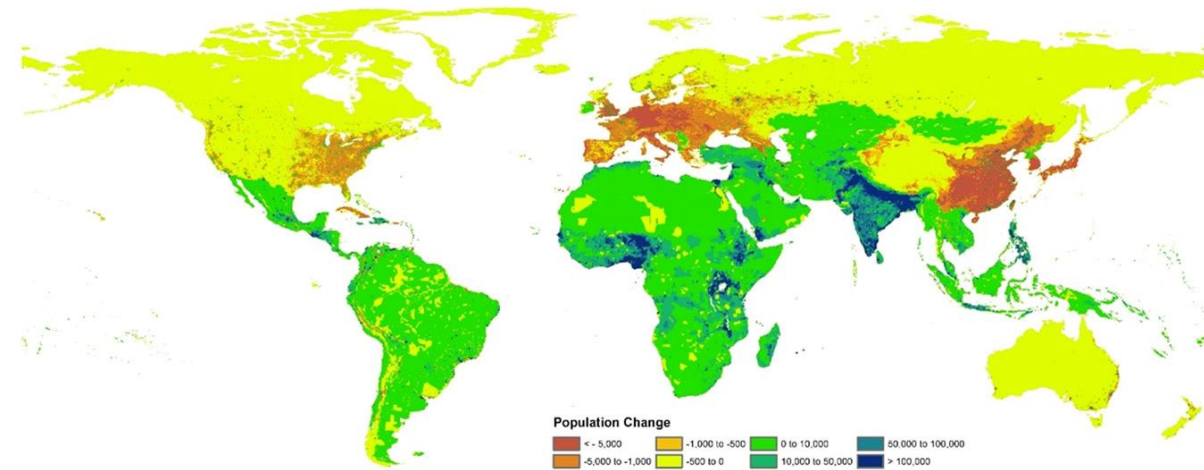 Population Change
< - 5,000 -1,000 to -500 0 to 10,000 50,000 to 100,000
-5,000 to -1,000 -500 to 0 10,000 to 50,000 > 100,000